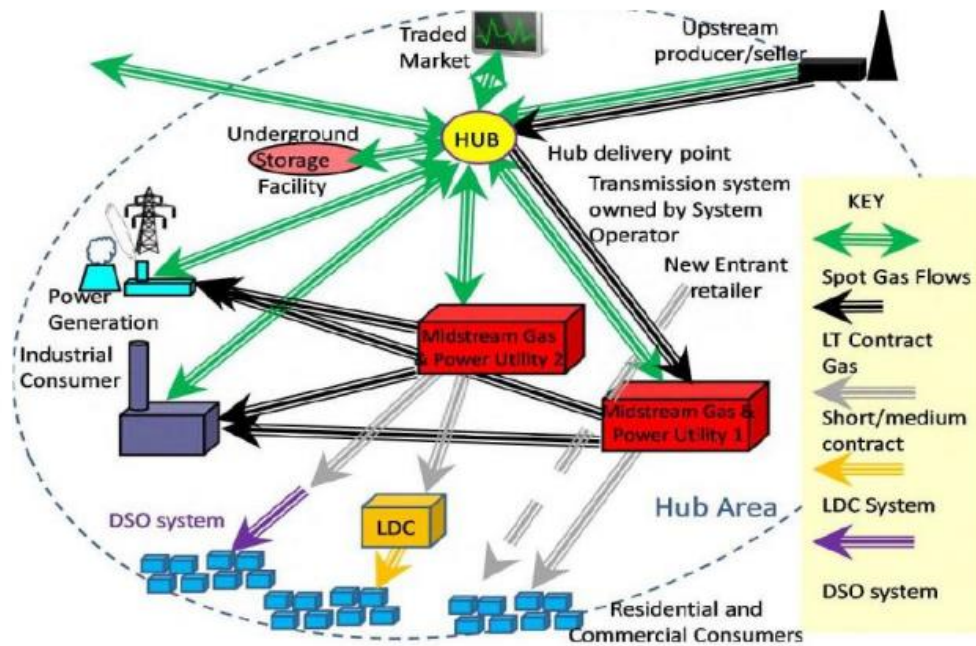 Traded
Market
Upstream
producer/seller
HUB
Underground
Storage
Facility
Hub delivery point
Transmission system
owned by System
Operator
New Entrant
retailer
Power
Generation
Industrial
Consumer
Midstream Gas
& Power Utility 2
Midstream Gas &
Power Utility 1
DSO system
LDC
Hub Area
Residential and
Commercial Consumers
KEY
Spot Gas Flows
LT Contract
Gas
Short/medium
contract
LDC System
DSO system